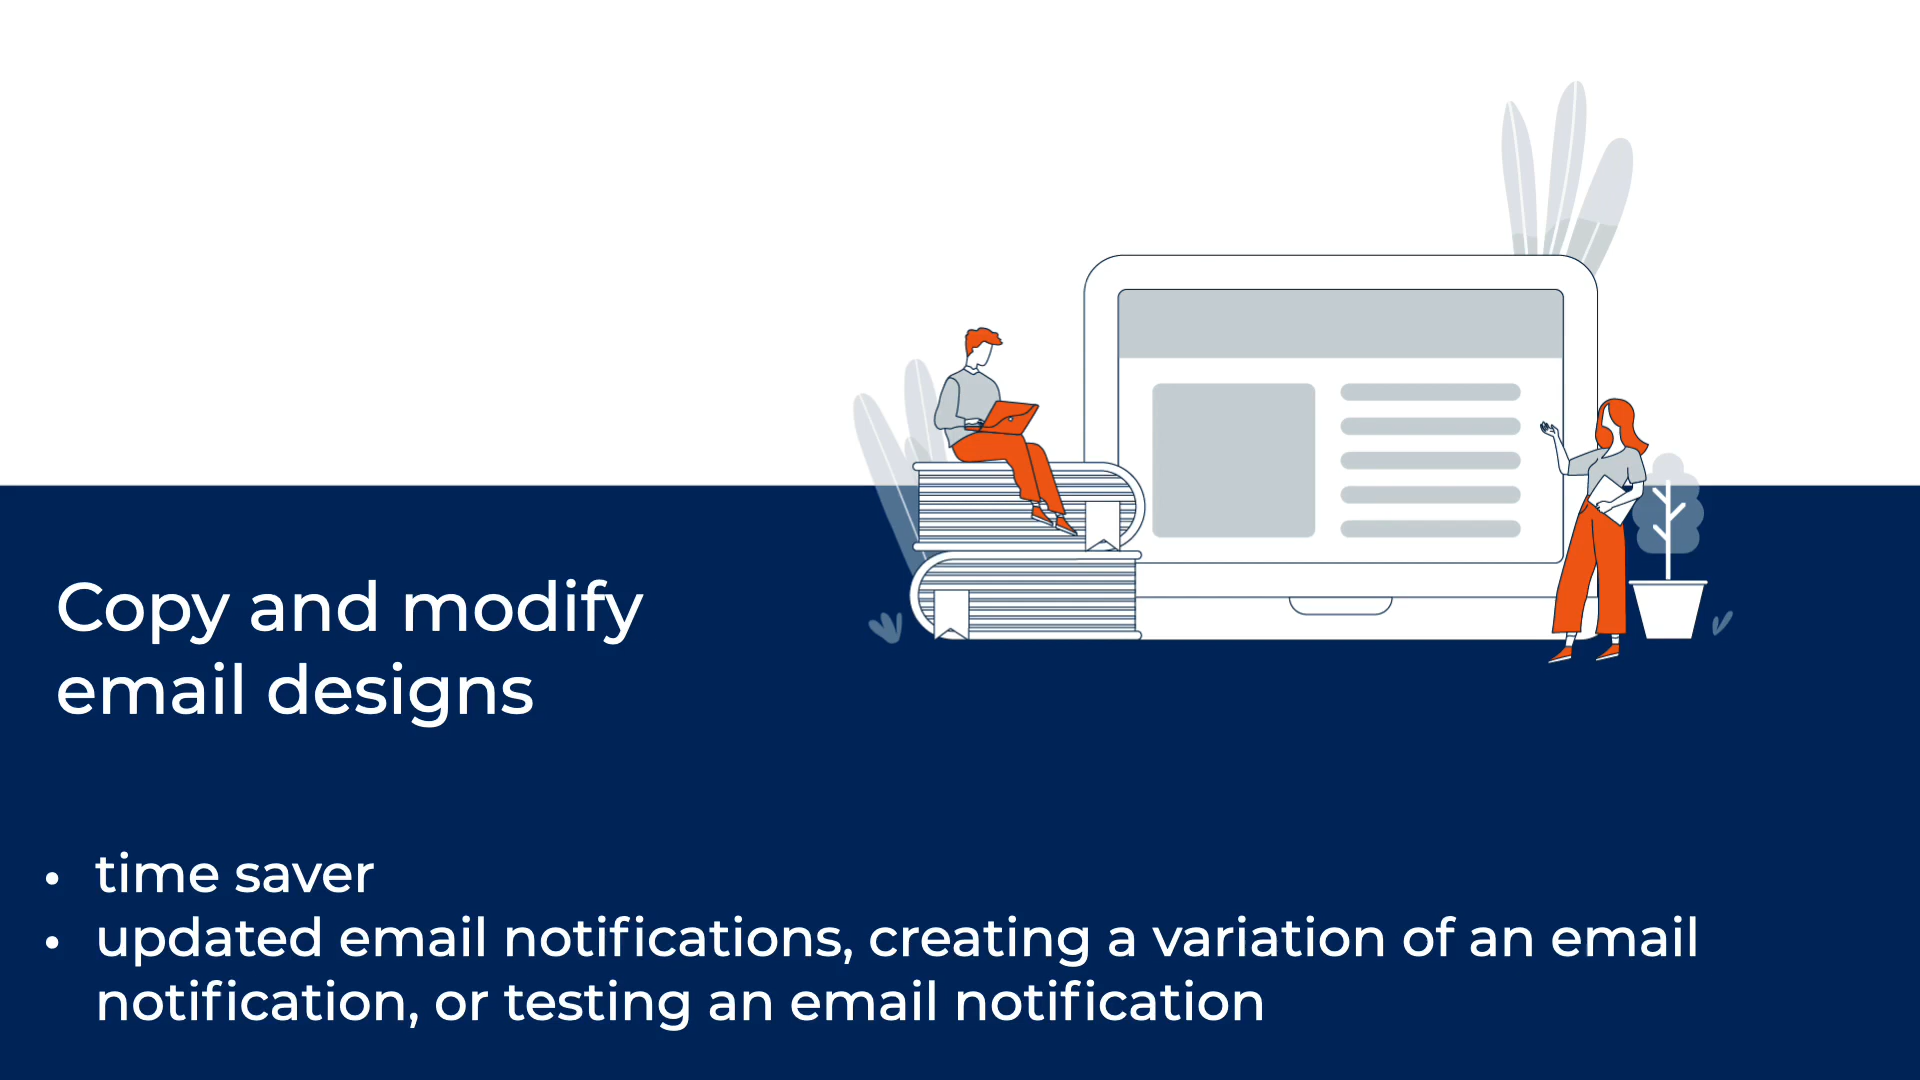 Copy and modify
email designs
• time saver
• updated email notifications, creating a variation of an email
notification, or testing an email notification